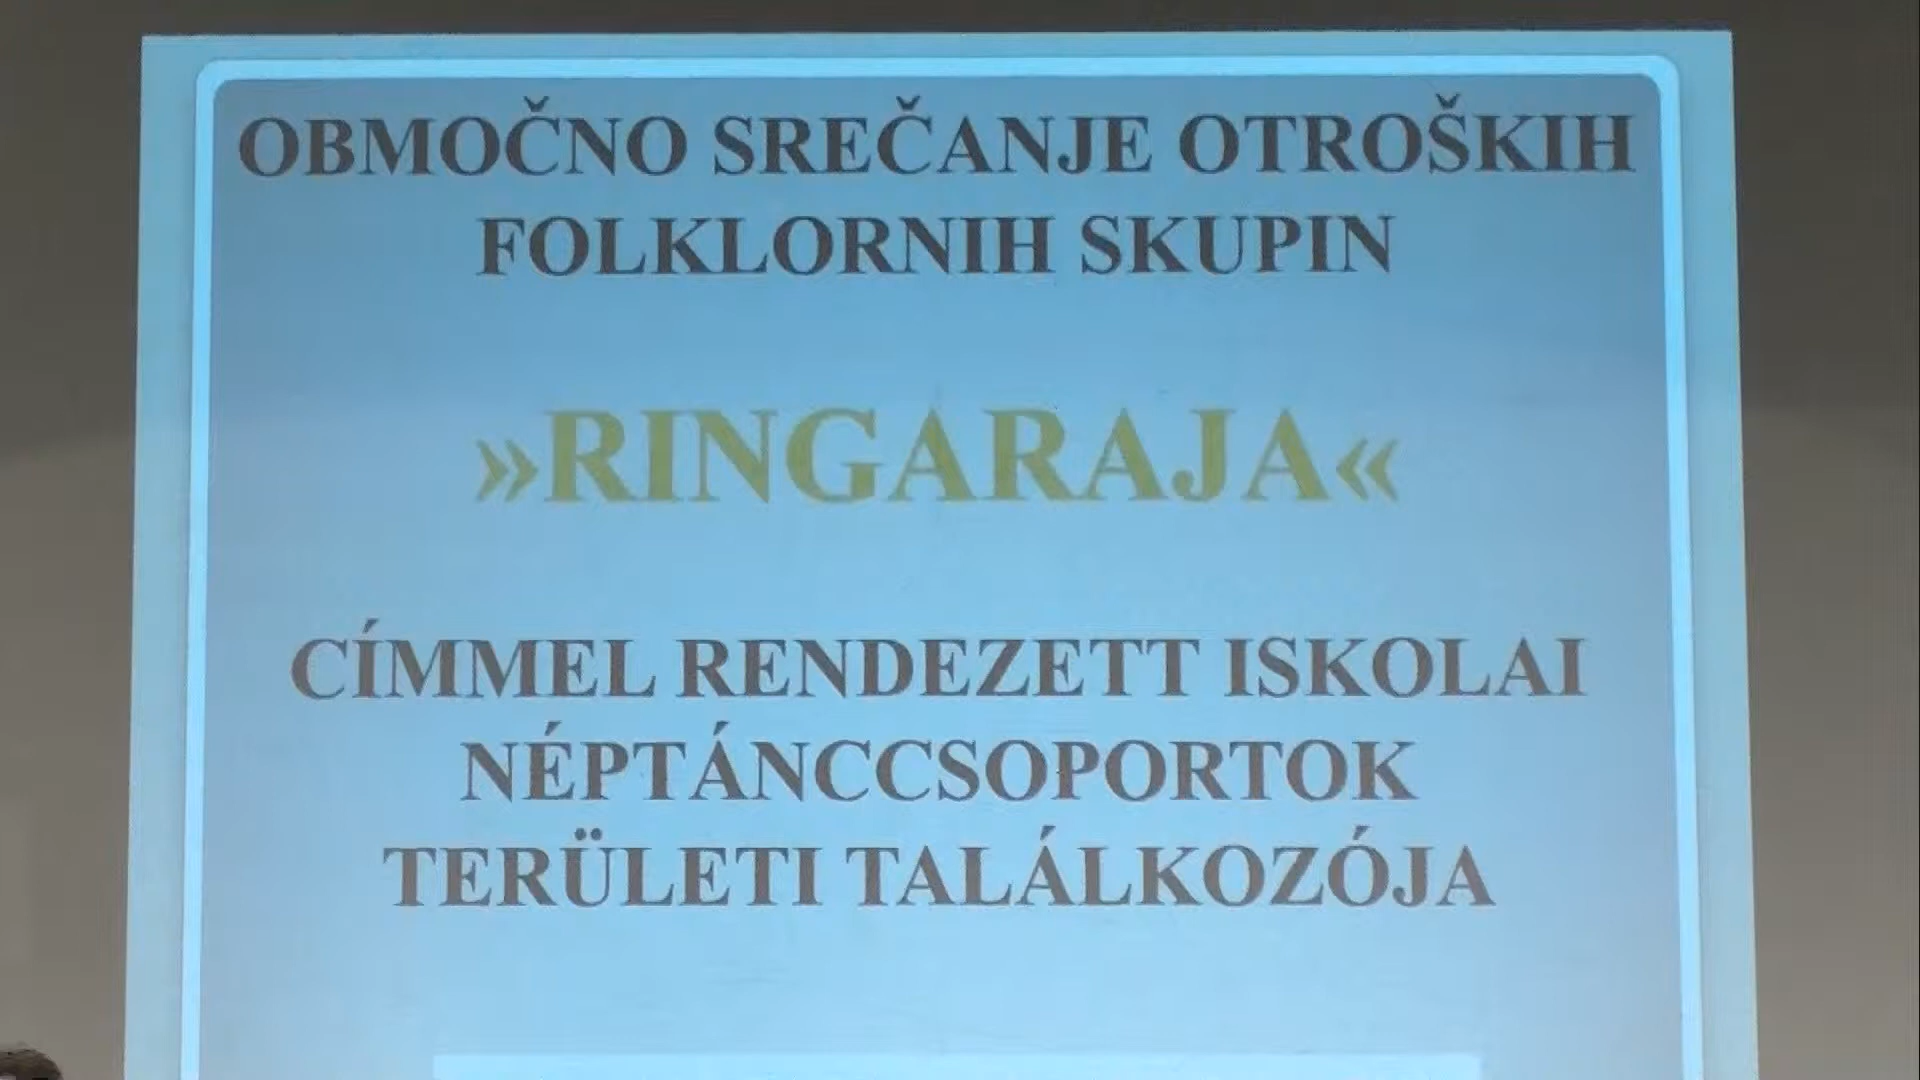 OBMOČNO SREČANJE OTROŠKIH
FOLKLORNIH SKUPIN
»RINGARAJA«
CÍMMEL RENDEZETT ISKOLAI
NÉPTÁNCCSOPORTOK
TERÜLETI TALÁLKOZÓJA